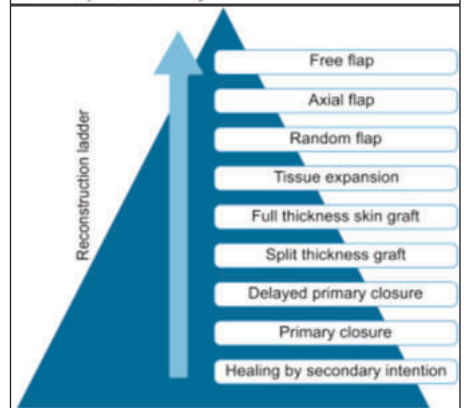 Free flap
Axial flap
Random flap
Tissue expansion
Full thickness skin graft
Split thickness graft
Delayed primary closure
Primary closure
Healing by secondary intention
Reconstruction ladder